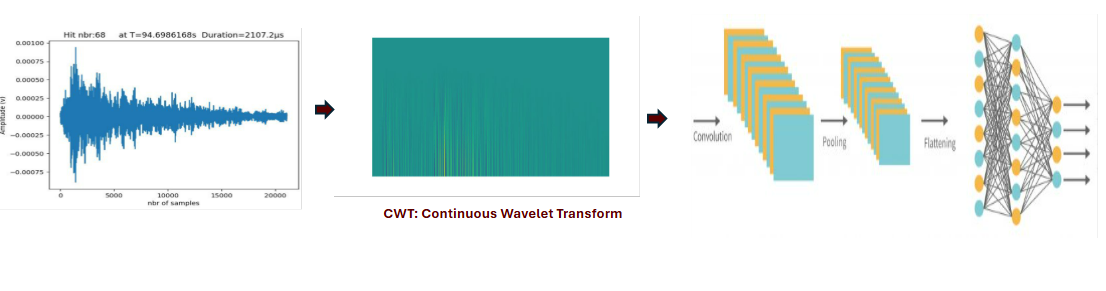 Hit nbr:68 at T=94.6986168s Duration=2107.2µs
0.00100
0.00075
0.00050
0.00025
0.00000
−0.00025
−0.00050
−0.00075
Amplitude (v)
0 5000 10000 15000 20000
nbr of samples
CWT: Continuous Wavelet Transform
Convolution
Pooling
Flattening